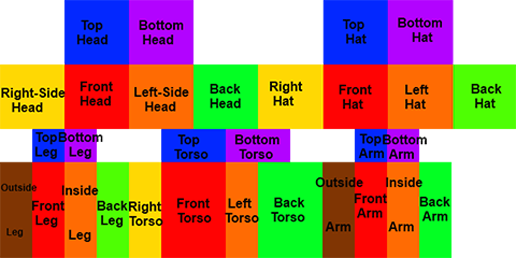 Top Head
Bottom Head
Top Hat
Bottom Hat
Right-Side Head
Front Head
Left-Side Head
Back Head
Right Hat
Front Hat
Left Hat
Back Hat
Top Leg
Bottom Leg
Top Torso
Bottom Torso
Top Arm
Bottom Arm
Outside Leg
Front Leg
Inside Leg
Back Leg
Right Torso
Front Torso
Left Torso
Back Torso
Outside Arm
Front Arm
Inside Arm
Back Arm